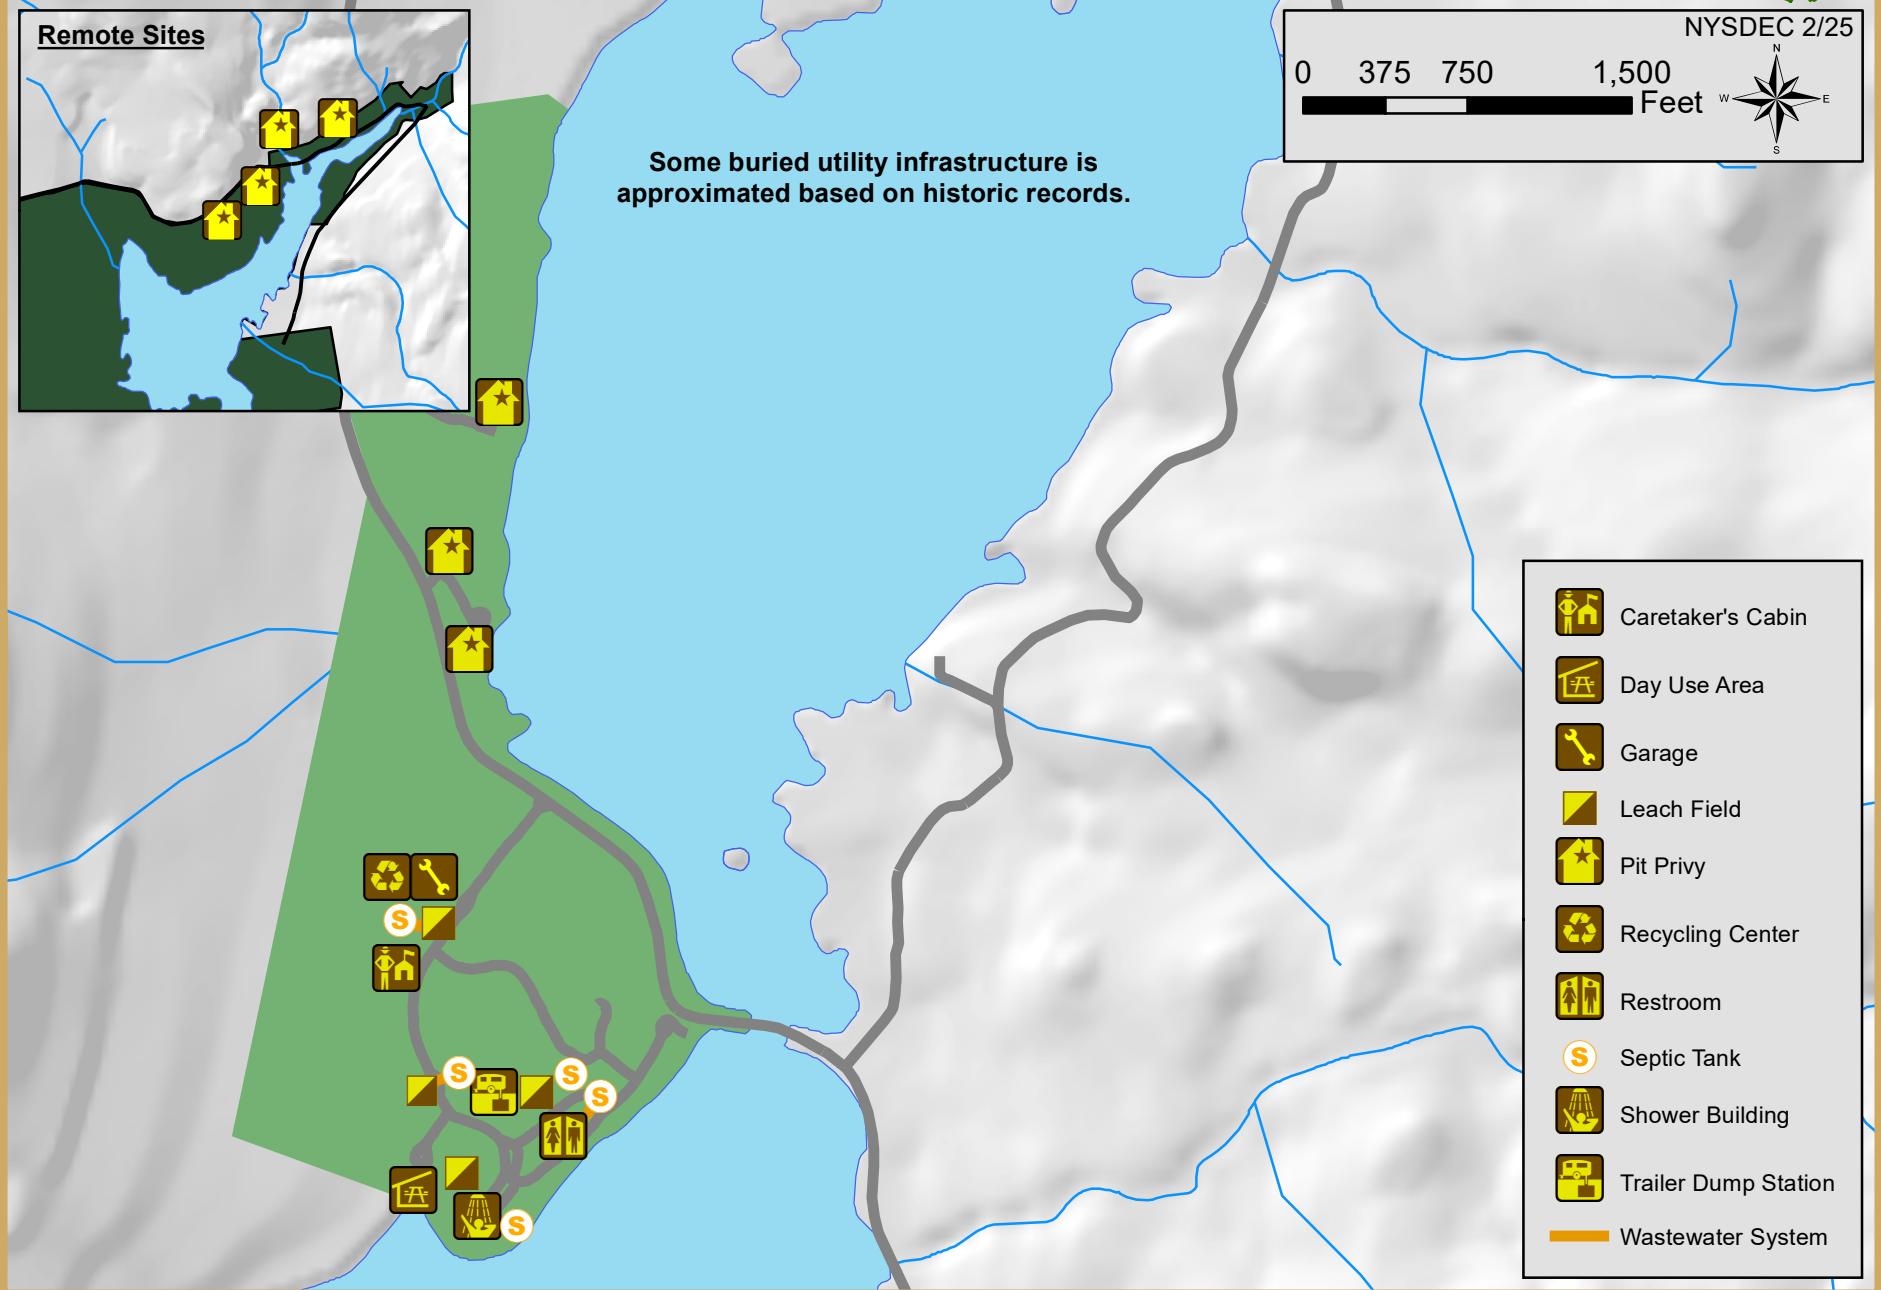 Remote Sites
NYSDEC 2/25
N
0 375 750 1,500
Feet
W E
S
Some buried utility infrastructure is
approximated based on historic records.
S
S
S
S
S
Caretaker's Cabin
Day Use Area
Garage
Leach Field
Pit Privy
Recycling Center
Restroom
S Septic Tank
Shower Building
Trailer Dump Station
Wastewater System